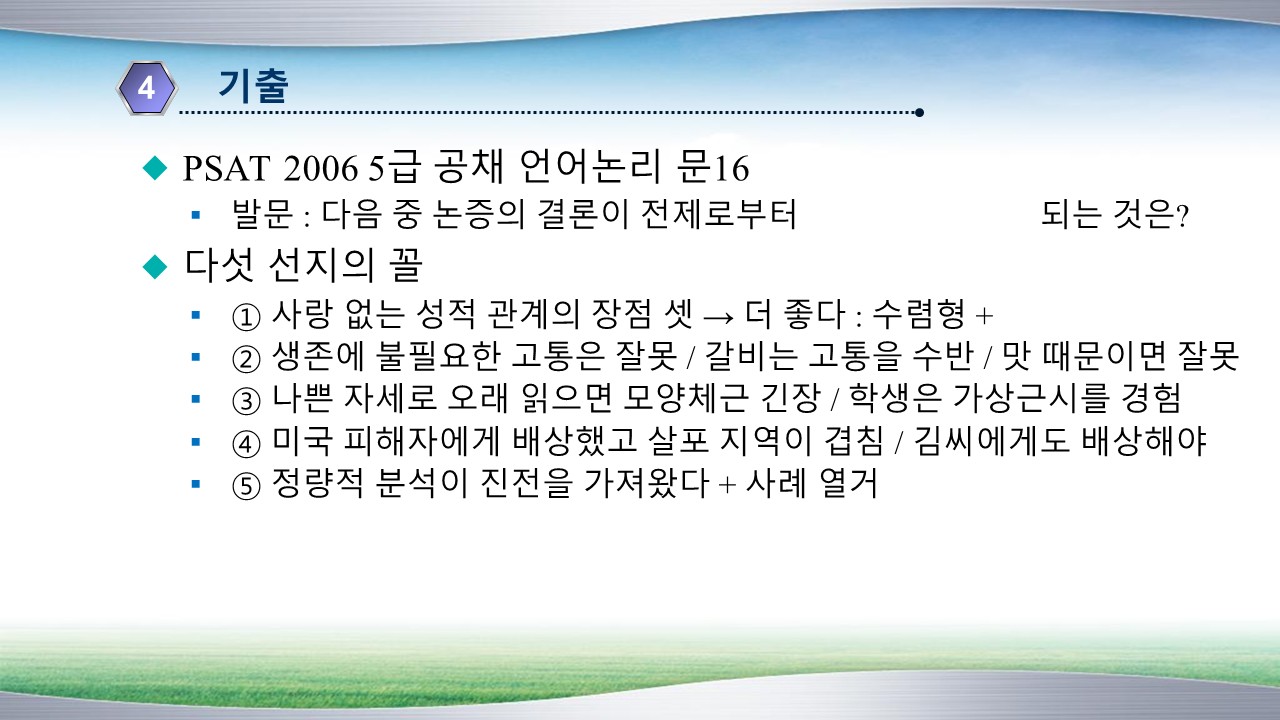 4 기출
PSAT 2006 5급 공채 언어논리 문16
발문 : 다음 중 논증의 결론이 전제로부터 되는 것은?
다섯 선지의 꼴
① 사랑 없는 성적 관계의 장점 셋 → 더 좋다 : 수렴형 +
② 생존에 불필요한 고통은 잘못 / 갈비는 고통을 수반 / 맛 때문이면 잘못
③ 나쁜 자세로 오래 읽으면 모양체근 긴장 / 학생은 가상근시를 경험
④ 미국 피해자에게 배상했고 살포 지역이 겹침 / 김씨에게도 배상해야
⑤ 정량적 분석이 진전을 가져왔다 + 사례 열거